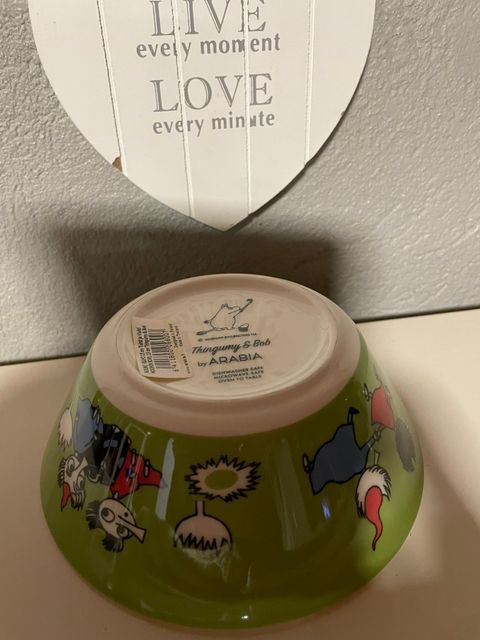 LIVE
every moment
LOVE
every minute
Thingumy & Bob
by ARABIA
DISHWASHER SAFE
MICROWAVE SAFE
OVEN TO TABLE